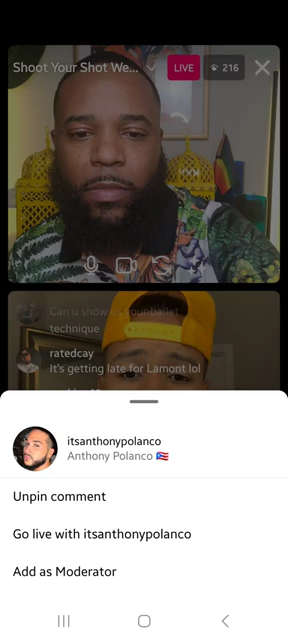 Shoot Your Shot We...
LIVE
216
Can u show us your ballet
technique
ratedcay
It's getting late for Lamont lol
itsanthonypolanco
Anthony Polanco 🇵🇷
Unpin comment
Go live with itsanthonypolanco
Add as Moderator